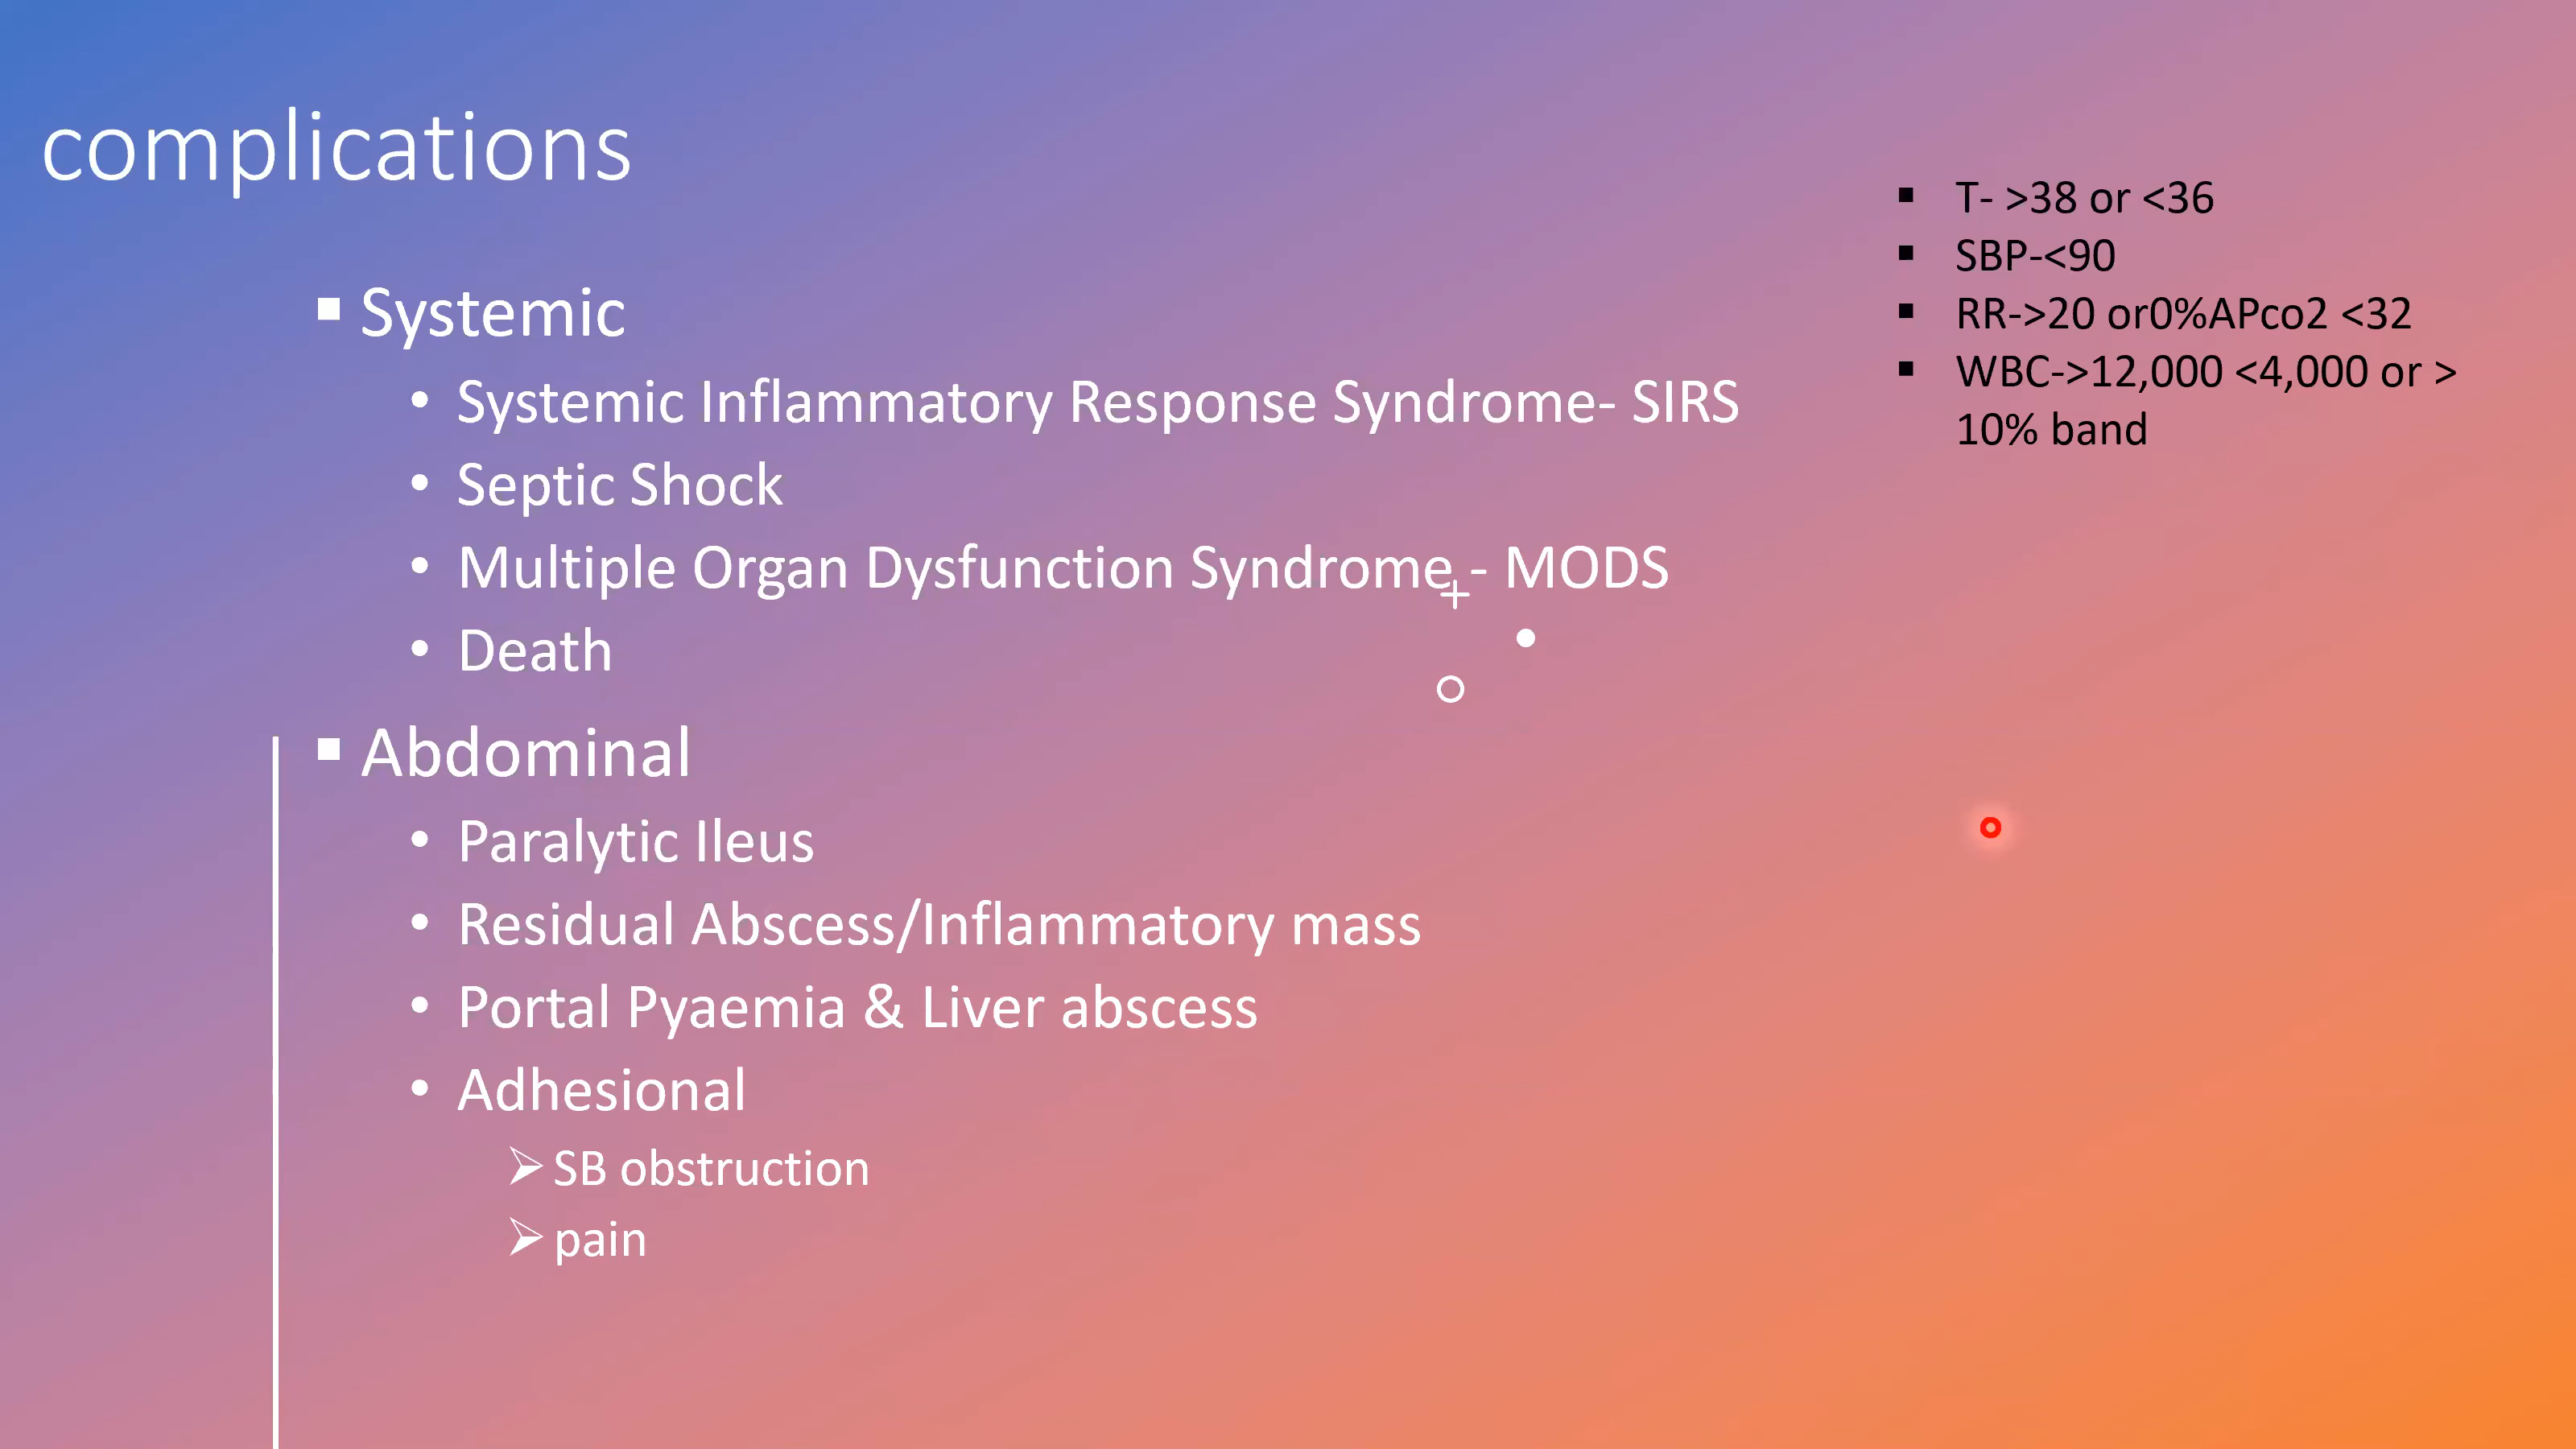 complications
▪ Systemic
• Systemic Inflammatory Response Syndrome- SIRS
• Septic Shock
• Multiple Organ Dysfunction Syndrome - MODS
• Death
▪ Abdominal
• Paralytic Ileus
• Residual Abscess/Inflammatory mass
• Portal Pyaemia & Liver abscess
• Adhesional
➢ SB obstruction
➢ pain
▪ T- >38 or <36
▪ SBP-<90
▪ RR->20 or0%APco2 <32
▪ WBC->12,000 <4,000 or >
10% band